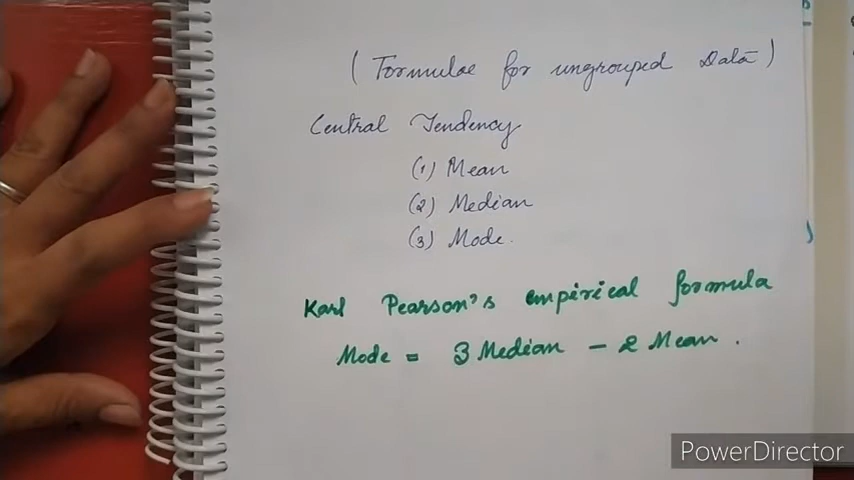 (Formulae for ungrouped Data)
Central Tendency
(1) Mean
(2) Median
(3) Mode.
Karl Pearson's empirical formula
Mode = 3 Median - 2 Mean.
PowerDirector